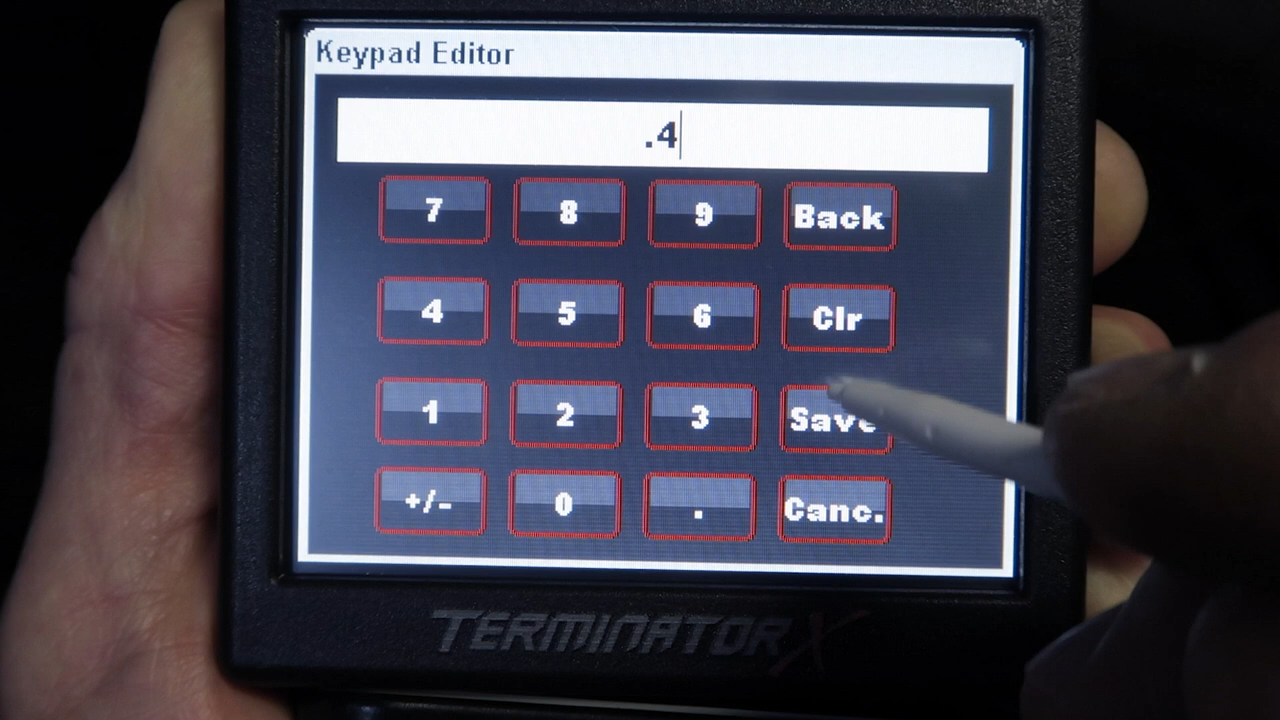 Keypad Editor
.4
7 8 9 Back
4 5 6 Clr
1 2 3 Save
+/- 0 . Canc.
TERMINATOR X